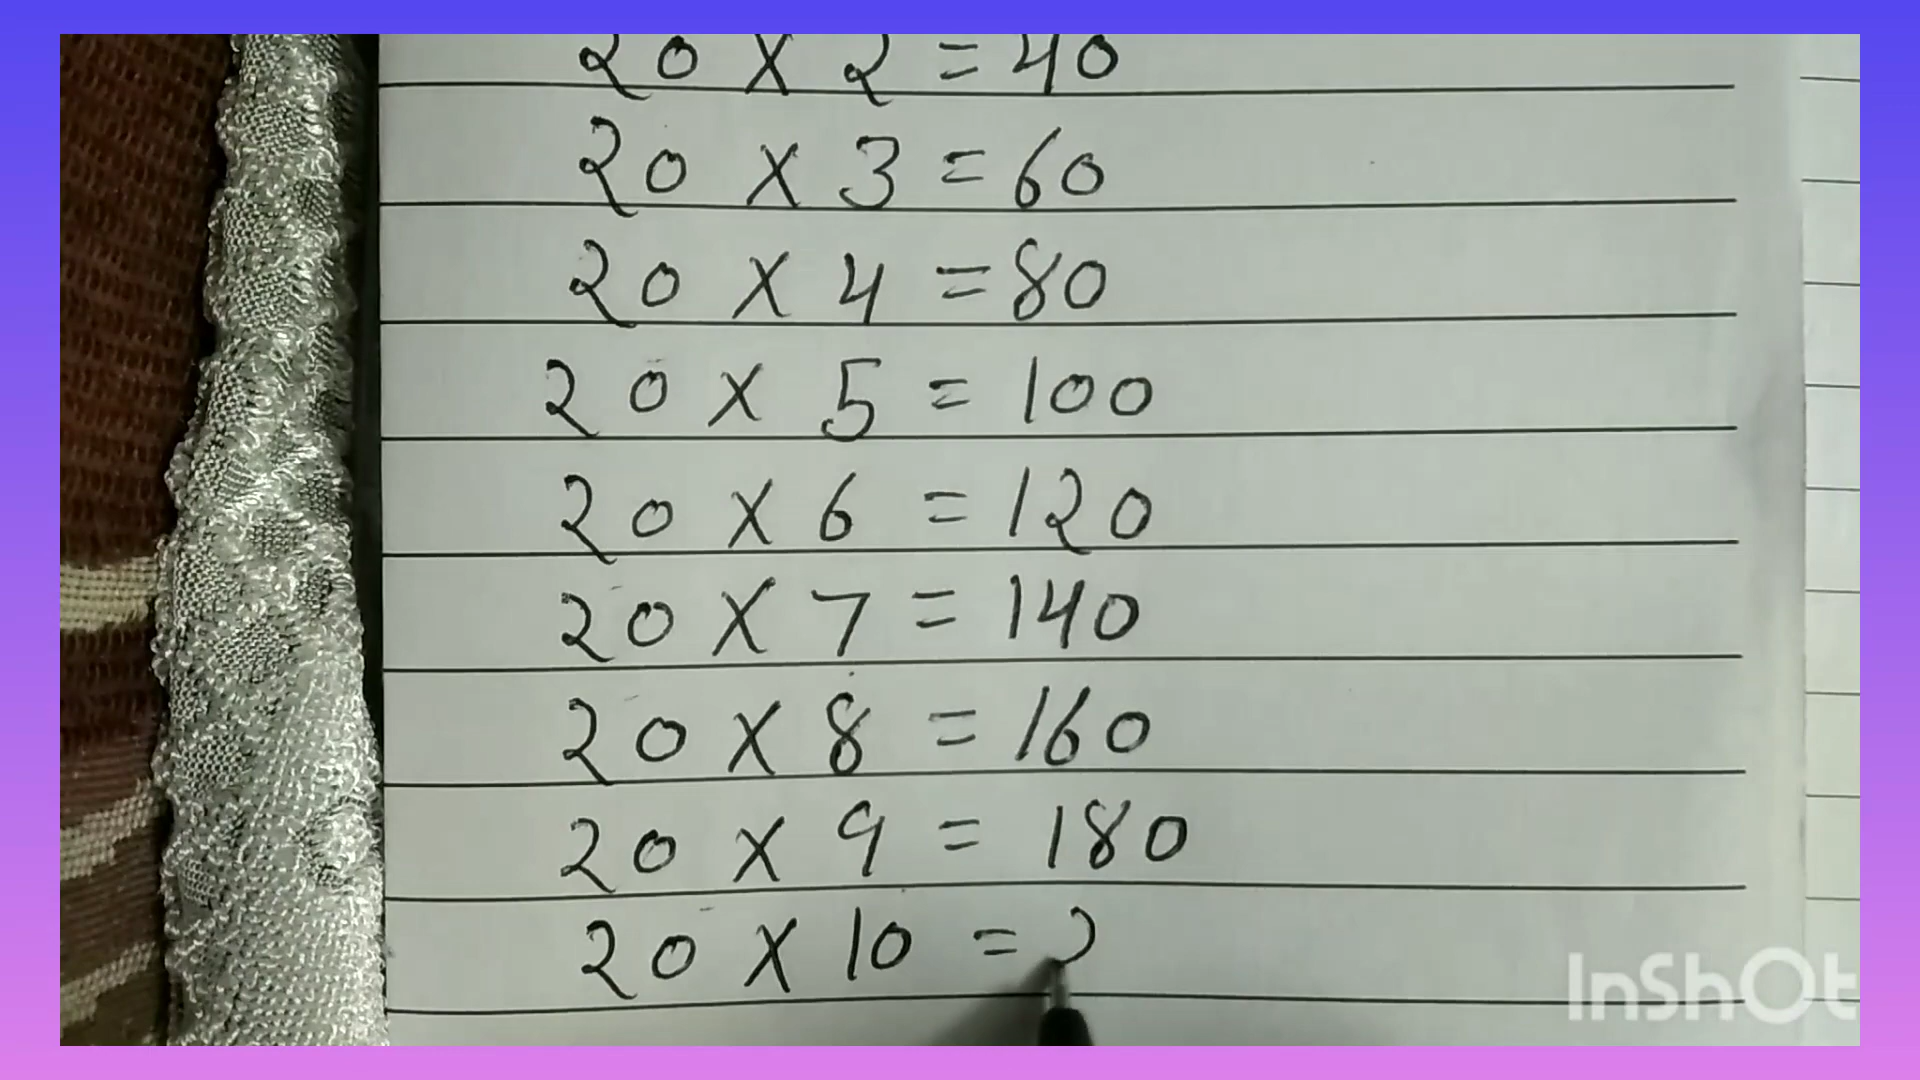 20 X 2 = 40
20 X 3 = 60
20 X 4 = 80
20 X 5 = 100
20 X 6 = 120
20 X 7 = 140
20 X 8 = 160
20 X 9 = 180
20 X 10 = 2
InShOt